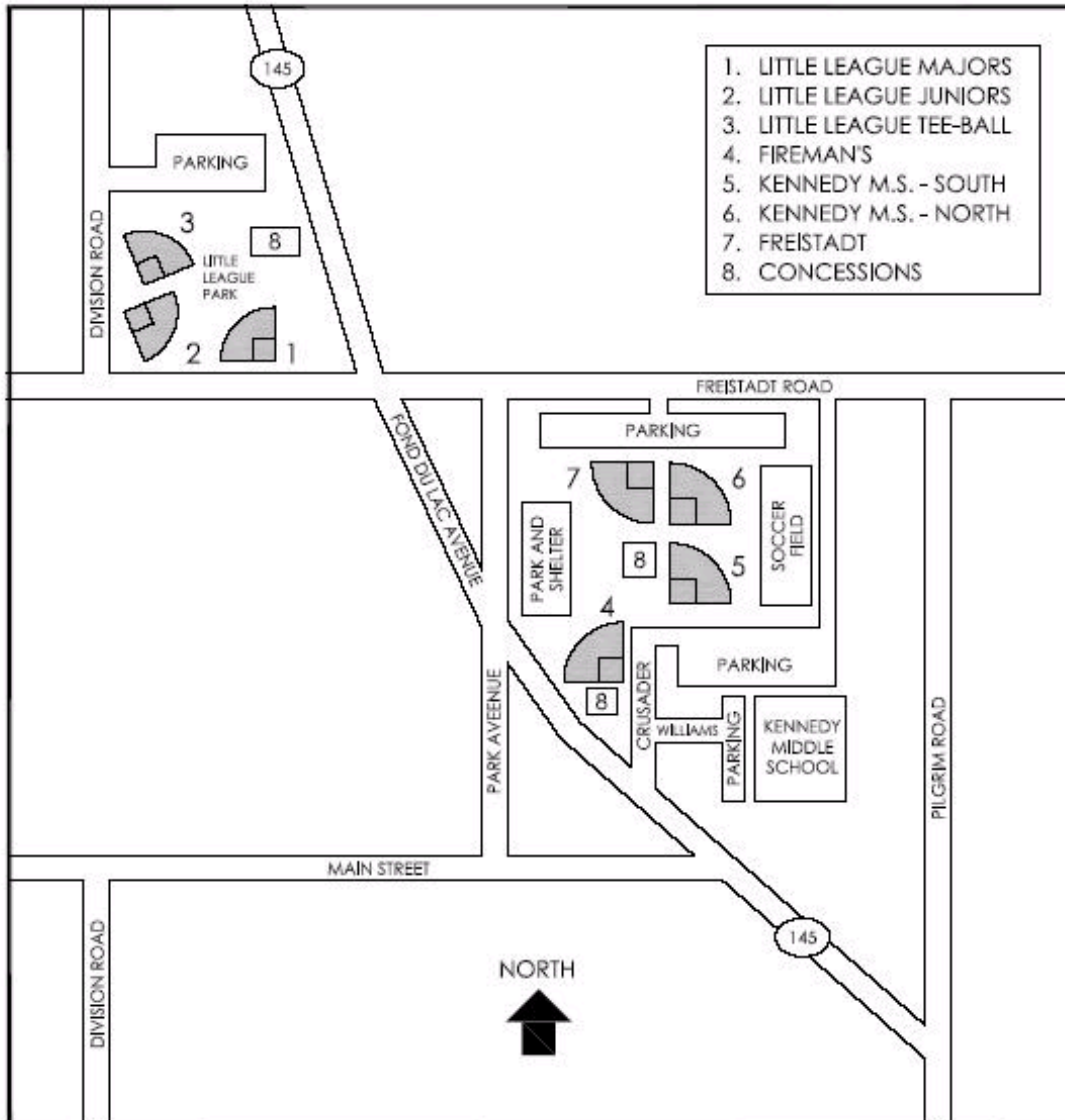 145
1. LITTLE LEAGUE MAJORS
2. LITTLE LEAGUE JUNIORS
3. LITTLE LEAGUE TEE-BALL
4. FIREMAN'S
5. KENNEDY M.S. - SOUTH
6. KENNEDY M.S. - NORTH
7. FREISTADT
8. CONCESSIONS
PARKING
DIVISION ROAD
3
8
LITTLE
LEAGUE
PARK
2
1
FREISTADT ROAD
FOND DU LAC AVENUE
PARKING
7
6
PARK AND
SHELTER
8
5
SOCCER
FIELD
4
8
CRUSADER
PARKING
WILLIAMS
PARKING
KENNEDY
MIDDLE
SCHOOL
PARK AVEENUE
PILGRIM ROAD
MAIN STREET
DIVISION ROAD
145
NORTH